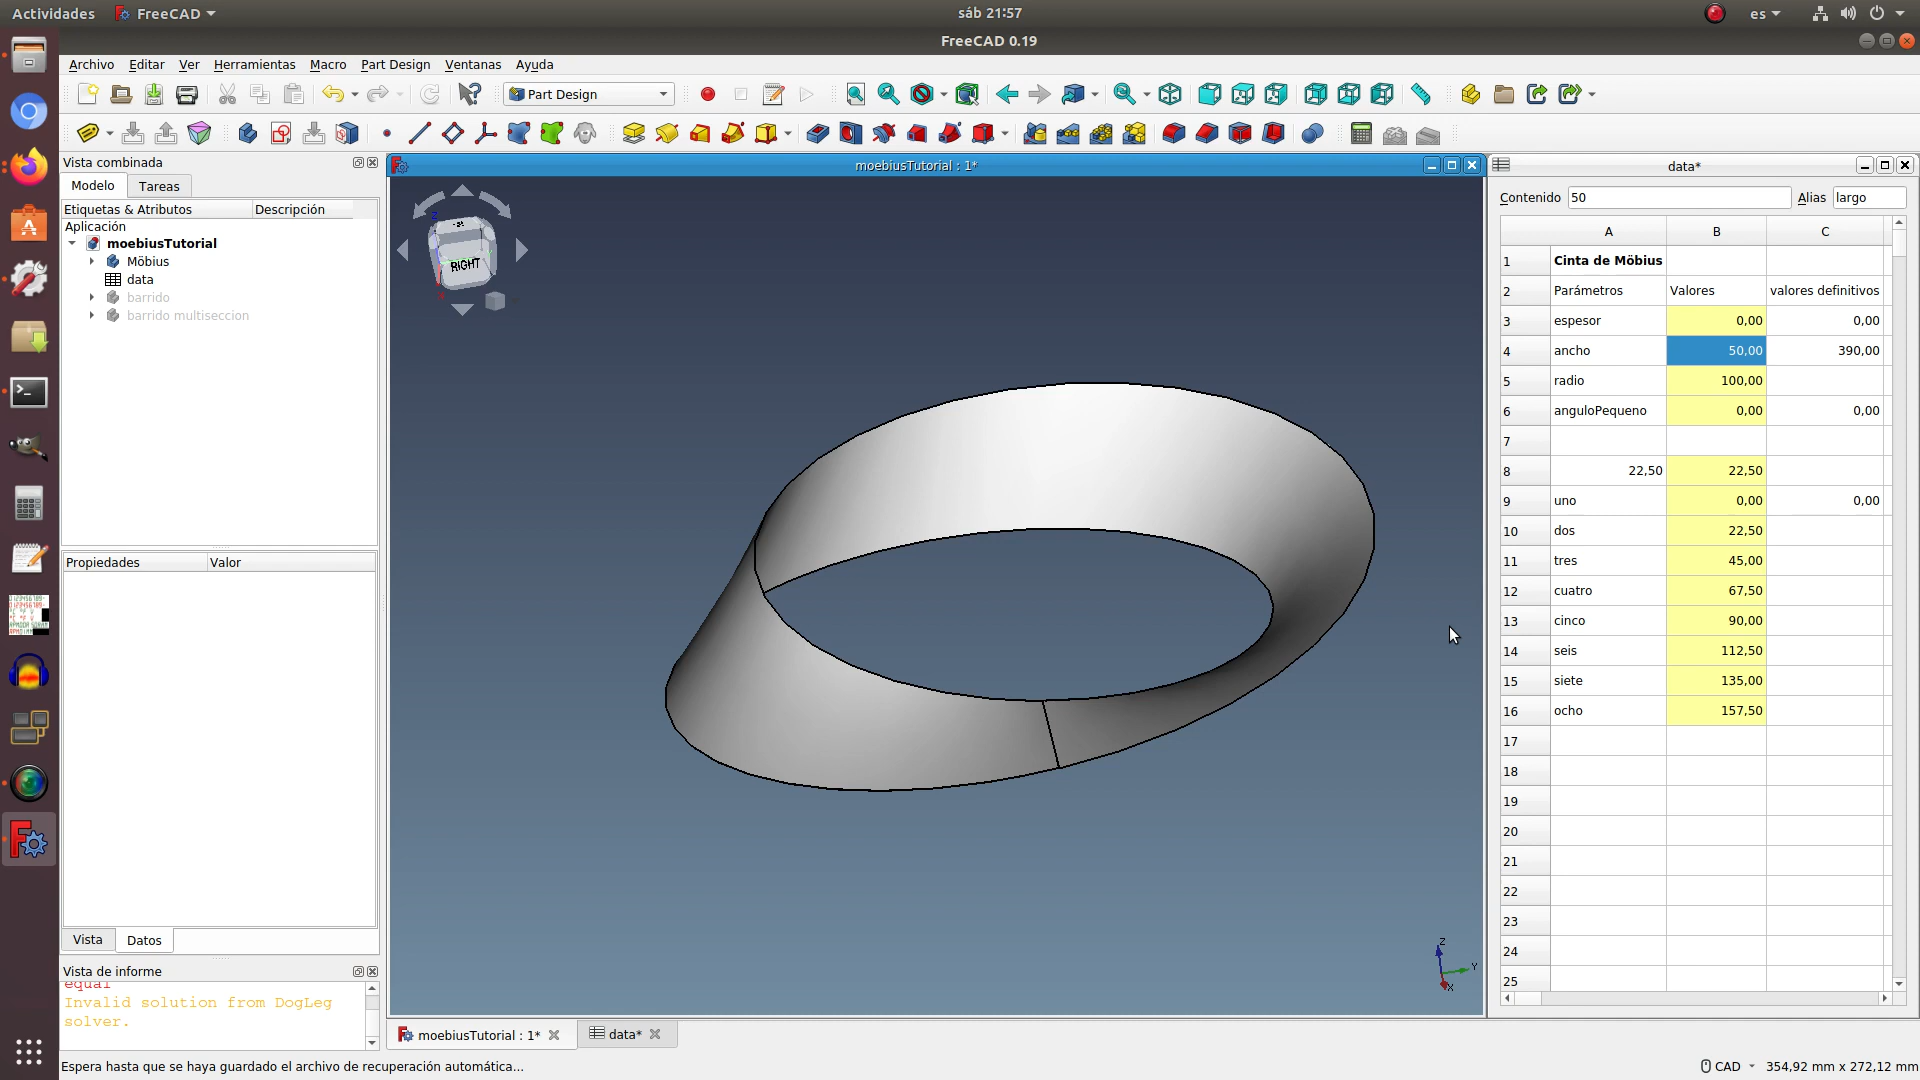 Actividades
FreeCAD
sáb 21:57
es
FreeCAD 0.19
Archivo Editar Ver Herramientas Macro Part Design Ventanas Ayuda
Part Design
Vista combinada
Modelo Tareas
Etiquetas & Atributos Descripción
Aplicación
moebiusTutorial
Möbius
data
barrido
barrido multiseccion
Propiedades Valor
Vista Datos
Vista de informe
equal
Invalid solution from DogLeg
solver.
moebiusTutorial : 1*
RIGHT
Z
Y
X
moebiusTutorial : 1*
data*
data*
Contenido 50 Alias largo
A B C
1 Cinta de Möbius
2 Parámetros Valores valores definitivos
3 espesor 0,00 0,00
4 ancho 50,00 390,00
5 radio 100,00
6 anguloPequeno 0,00 0,00
7
8 22,50 22,50
9 uno 0,00 0,00
10 dos 22,50
11 tres 45,00
12 cuatro 67,50
13 cinco 90,00
14 seis 112,50
15 siete 135,00
16 ocho 157,50
17
18
19
20
21
22
23
24
25
Espera hasta que se haya guardado el archivo de recuperación automática...
CAD
354,92 mm x 272,12 mm